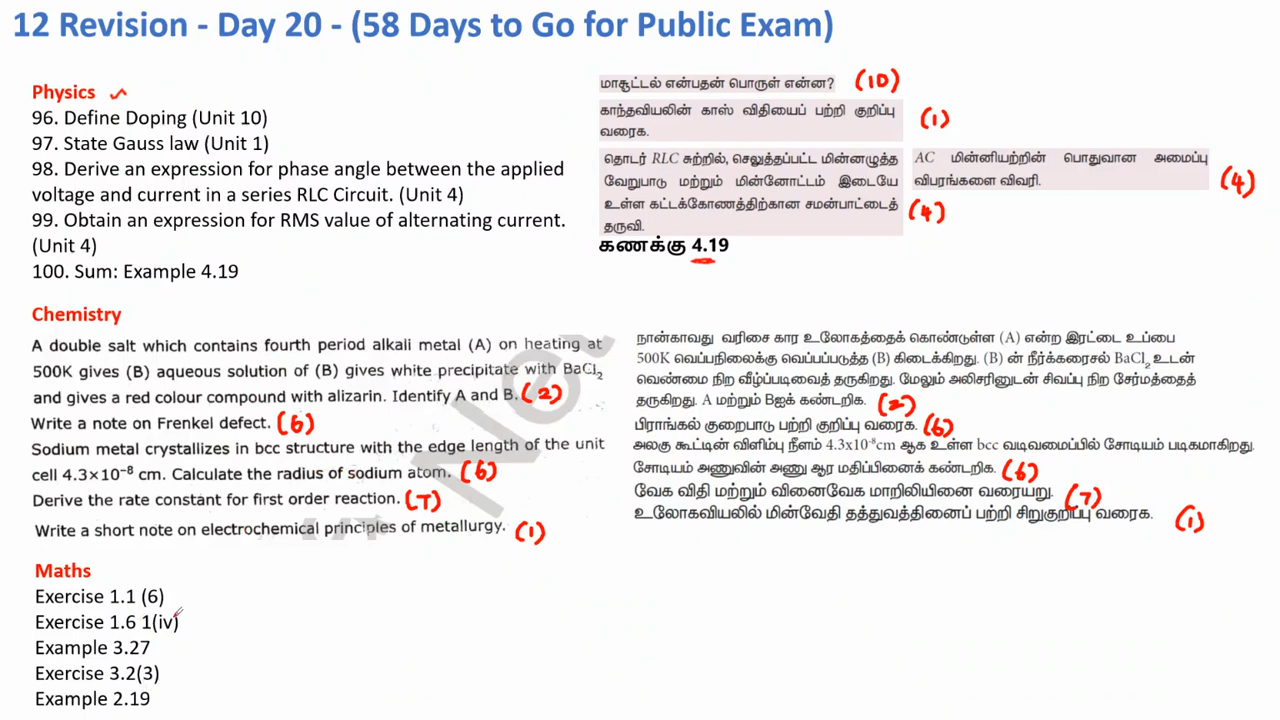 12 Revision - Day 20 - (58 Days to Go for Public Exam)
Physics
96. Define Doping (Unit 10)
97. State Gauss law (Unit 1)
98. Derive an expression for phase angle between the applied
voltage and current in a series RLC Circuit. (Unit 4)
99. Obtain an expression for RMS value of alternating current.
(Unit 4)
100. Sum: Example 4.19
மாசூட்டல் என்பதன் பொருள் என்ன? (10)
காந்தவியலின் காஸ் விதியைப் பற்றி குறிப்பு
வரைக. (1)
தொடர் RLC சுற்றில், செலுத்தப்பட்ட மின்னழுத்த
வேறுபாடு மற்றும் மின்னோட்டம் இடையே
உள்ள கட்டக்கோணத்திற்கான சமன்பாட்டைத் (4)
தருவி.
AC மின்னியற்றின் பொதுவான அமைப்பு
விபரங்களை விவரி. (4)
கணக்கு 4.19
Chemistry
A double salt which contains fourth period alkali metal (A) on heating at
500K gives (B) aqueous solution of (B) gives white precipitate with BaCl₂
and gives a red colour compound with alizarin. Identify A and B. (2)
Write a note on Frenkel defect. (6)
Sodium metal crystallizes in bcc structure with the edge length of the unit
cell 4.3×10⁻⁸ cm. Calculate the radius of sodium atom. (6)
Derive the rate constant for first order reaction. (7)
Write a short note on electrochemical principles of metallurgy. (1)
நான்காவது வரிசை கார உலோகத்தைக் கொண்டுள்ள (A) என்ற இரட்டை உப்பை
500K வெப்பநிலைக்கு வெப்பப்படுத்த (B) கிடைக்கிறது. (B) ன் நீர்க்கரைசல் BaCl₂ உடன்
வெண்மை நிற வீழ்படிவைத் தருகிறது. மேலும் அலிசரினுடன் சிவப்பு நிற சேர்மத்தைத்
தருகிறது. A மற்றும் Bஐக் கண்டறிக. (2)
பிராங்கல் குறைபாடு பற்றி குறிப்பு வரைக. (6)
அலகு கூட்டின் விளிம்பு நீளம் 4.3x10⁻⁸cm ஆக உள்ள bcc வடிவமைப்பில் சோடியம் படிகமாகிறது.
சோடியம் அணுவின் அணு ஆர மதிப்பினைக் கண்டறிக. (6)
வேக விதி மற்றும் வினைவேக மாறிலியினை வரையறு. (7)
உலோகவியலில் மின்வேதி தத்துவத்தினைப் பற்றி சிறுகுறிப்பு வரைக. (1)
Maths
Exercise 1.1 (6)
Exercise 1.6 1(iv)
Example 3.27
Exercise 3.2(3)
Example 2.19